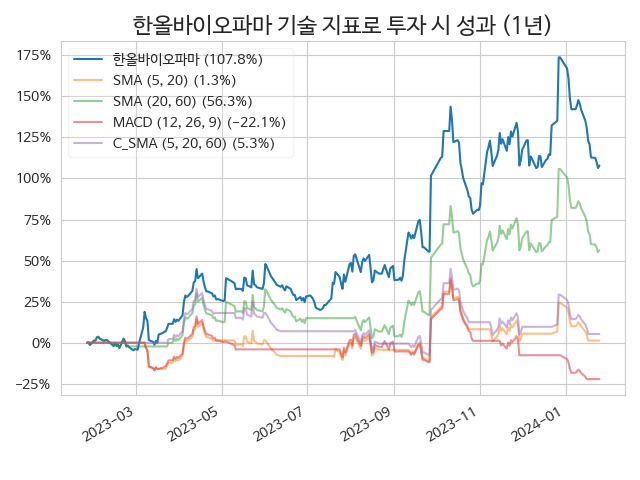 한올바이오파마 기술 지표로 투자 시 성과 (1년)
175%
150%
125%
100%
75%
50%
25%
0%
−25%
한올바이오파마 (107.8%)
SMA (5, 20) (1.3%)
SMA (20, 60) (56.3%)
MACD (12, 26, 9) (−22.1%)
C_SMA (5, 20, 60) (5.3%)
2023−03
2023−05
2023−07
2023−09
2023−11
2024−01